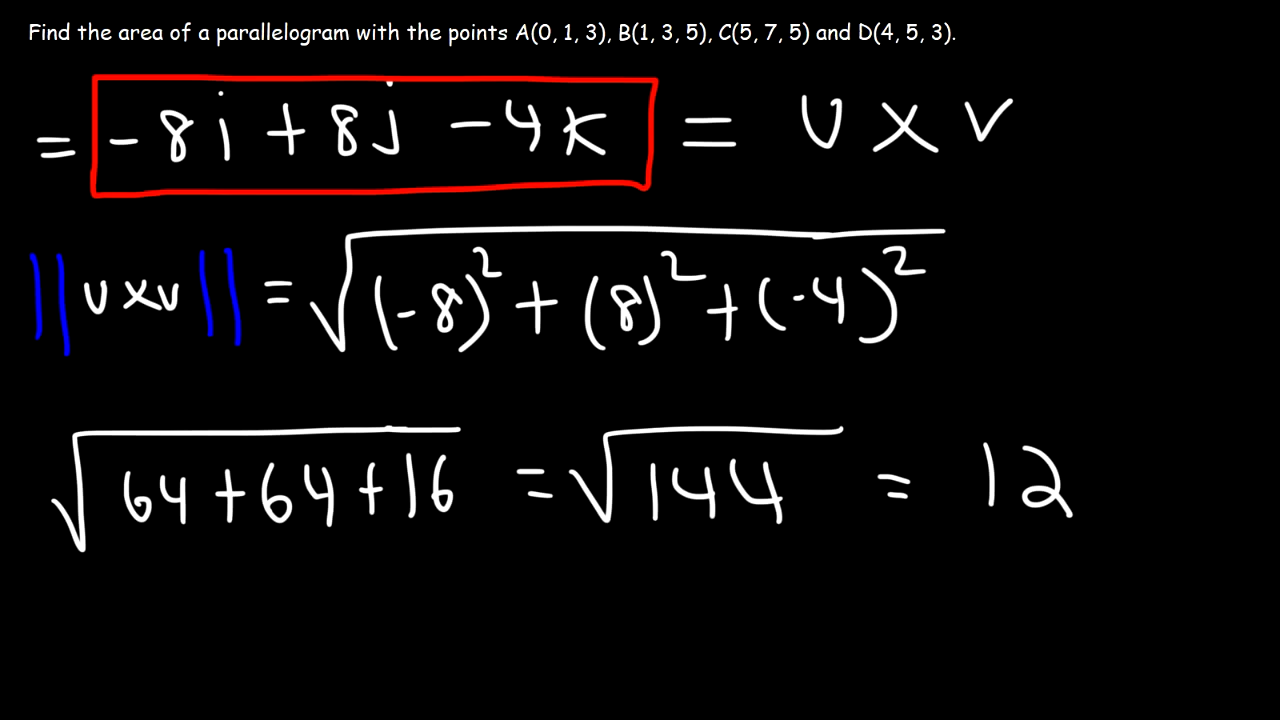 Find the area of a parallelogram with the points A(0, 1, 3), B(1, 3, 5), C(5, 7, 5) and D(4, 5, 3).
= -8i + 8j - 4k = u x v
||u x v|| = √((-8)² + (8)² + (-4)²)
√(64 + 64 + 16) = √144 = 12